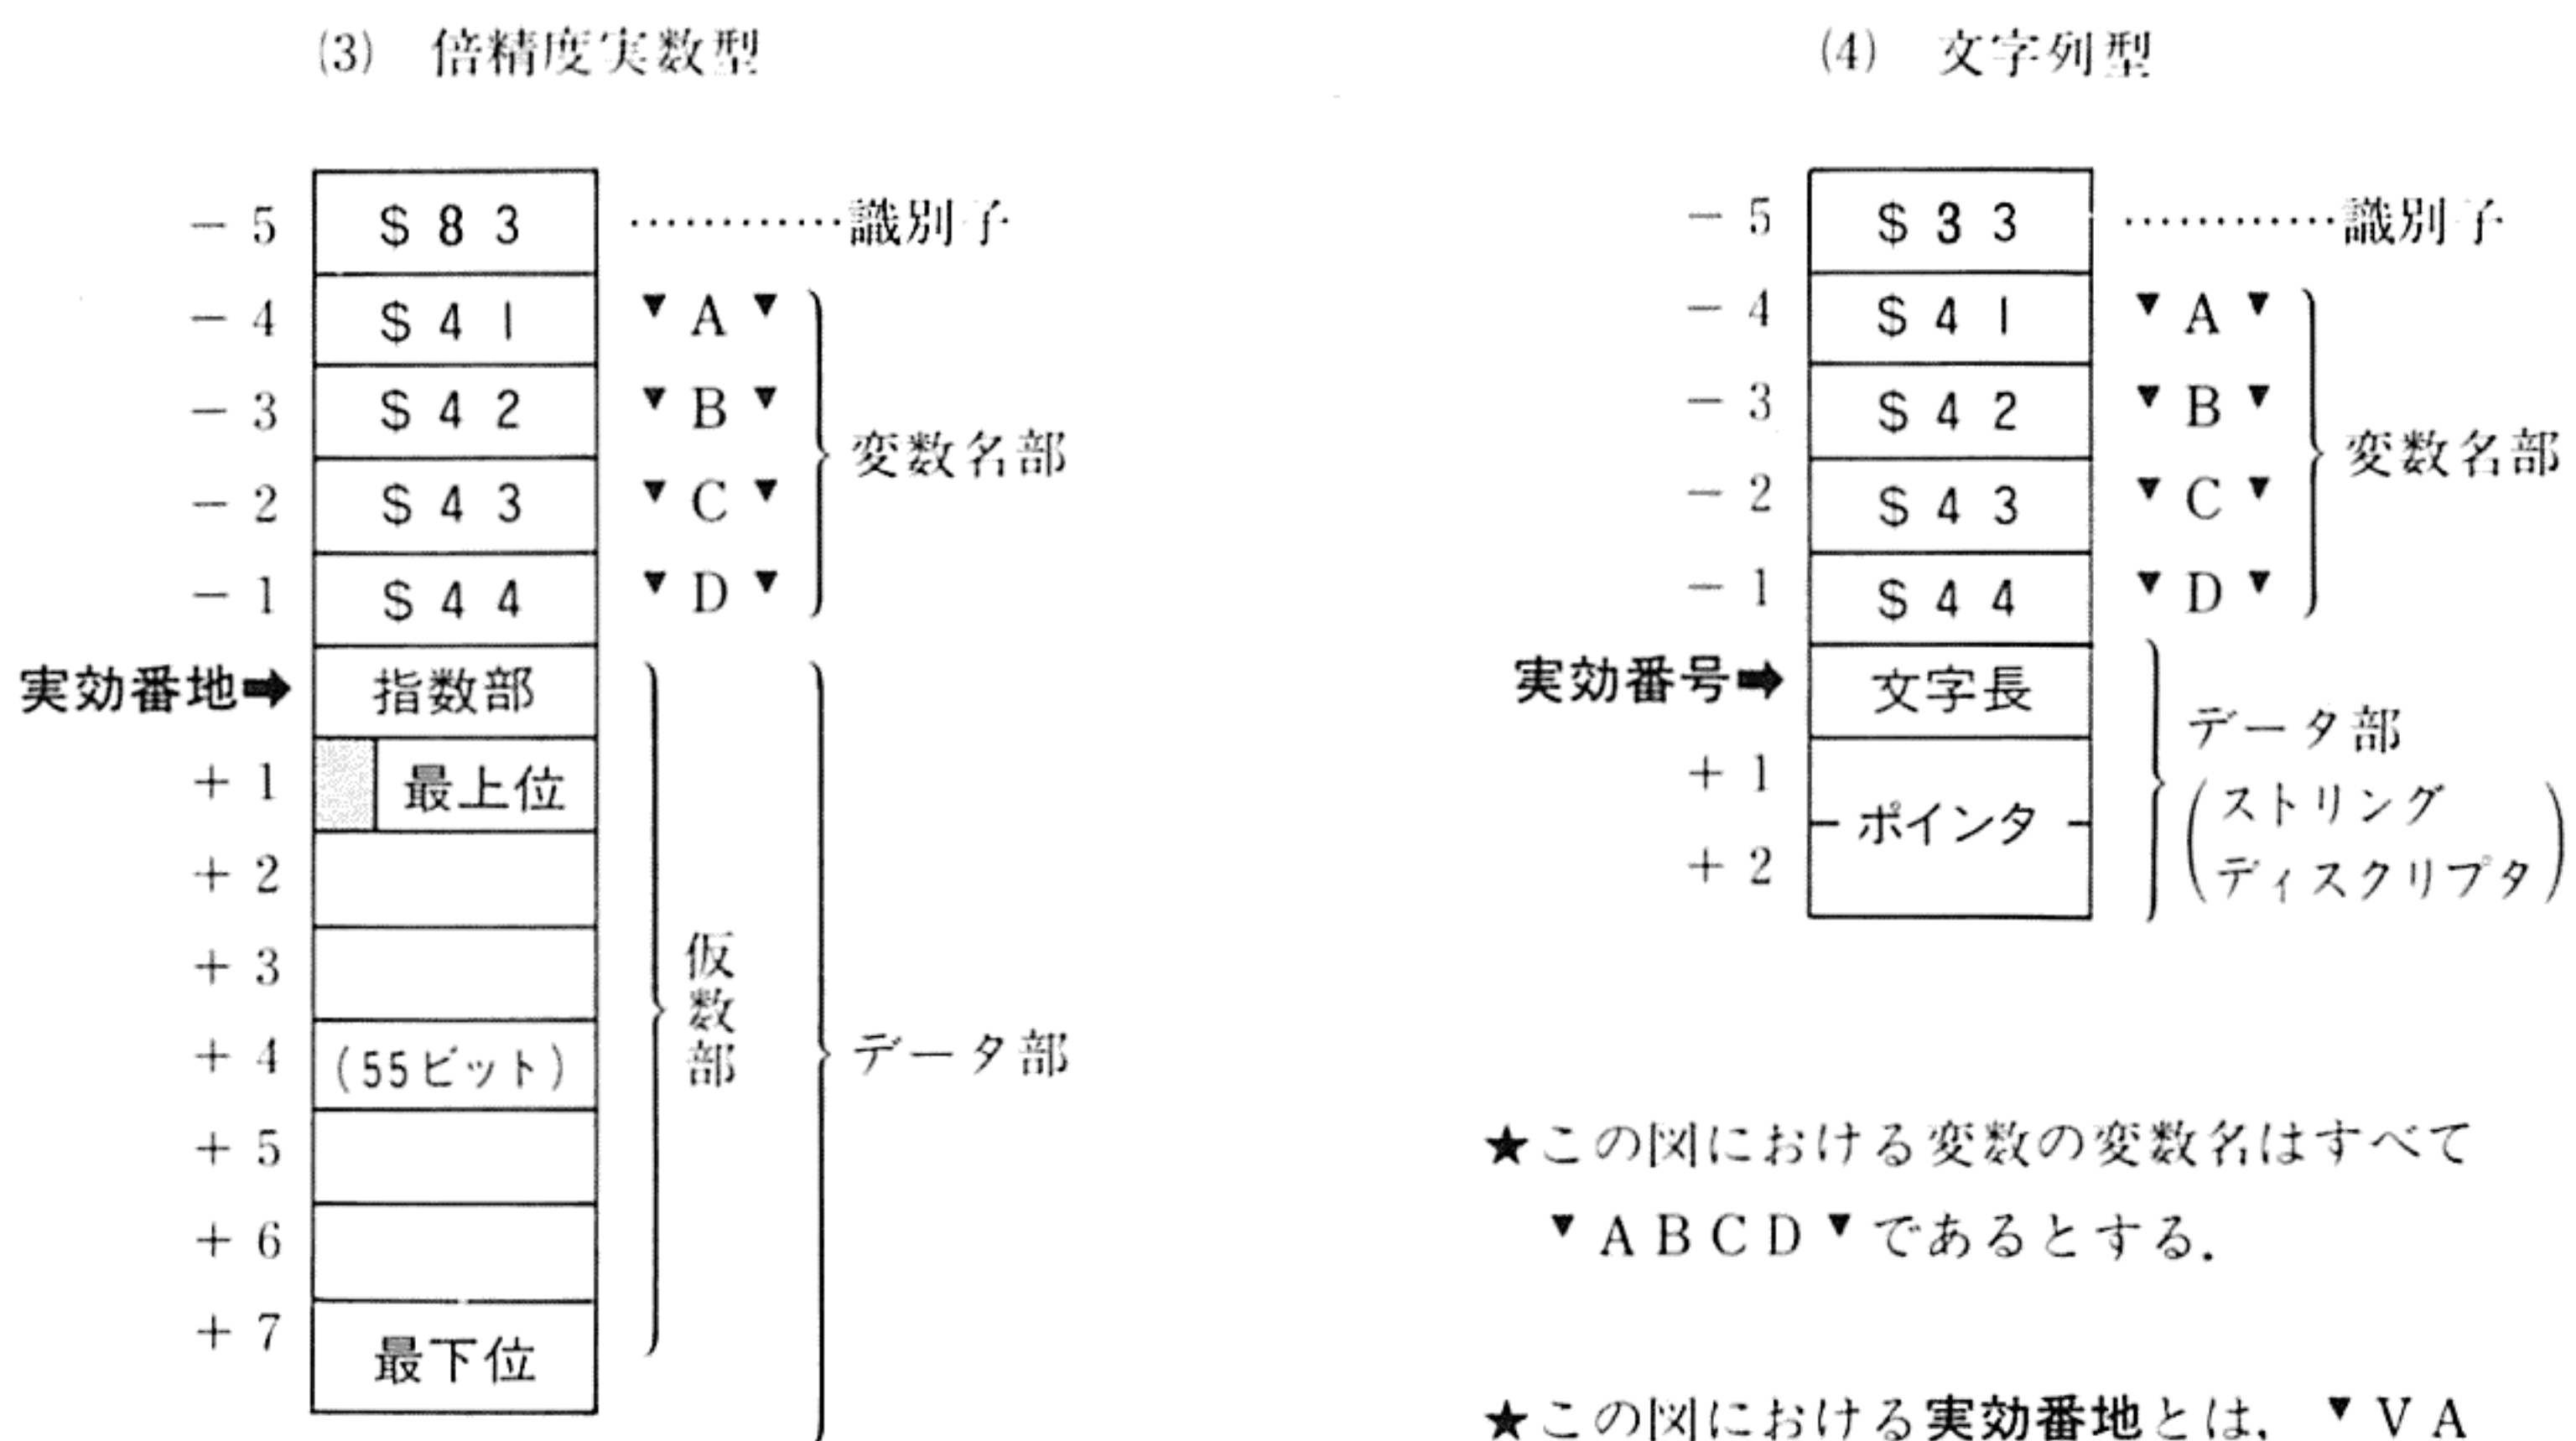 (3) 倍精度実数型
− 5 $83 …………識別子
− 4 $41 ▼A▼
− 3 $42 ▼B▼
変数名部
− 2 $43 ▼C▼
− 1 $44 ▼D▼
実効番地➡ 指数部
+ 1 最上位
+ 2
+ 3
仮数部
+ 4 (55ビット)
データ部
+ 5
+ 6
+ 7 最下位
(4) 文字列型
− 5 $33 …………識別子
− 4 $41 ▼A▼
− 3 $42 ▼B▼
変数名部
− 2 $43 ▼C▼
− 1 $44 ▼D▼
実効番号➡ 文字長
データ部
+ 1
ポインタ
(ストリング
ディスクリプタ)
+ 2
★この図における変数の変数名はすべて
▼ABCD▼であるとする.
★この図における実効番地とは, ▼VA